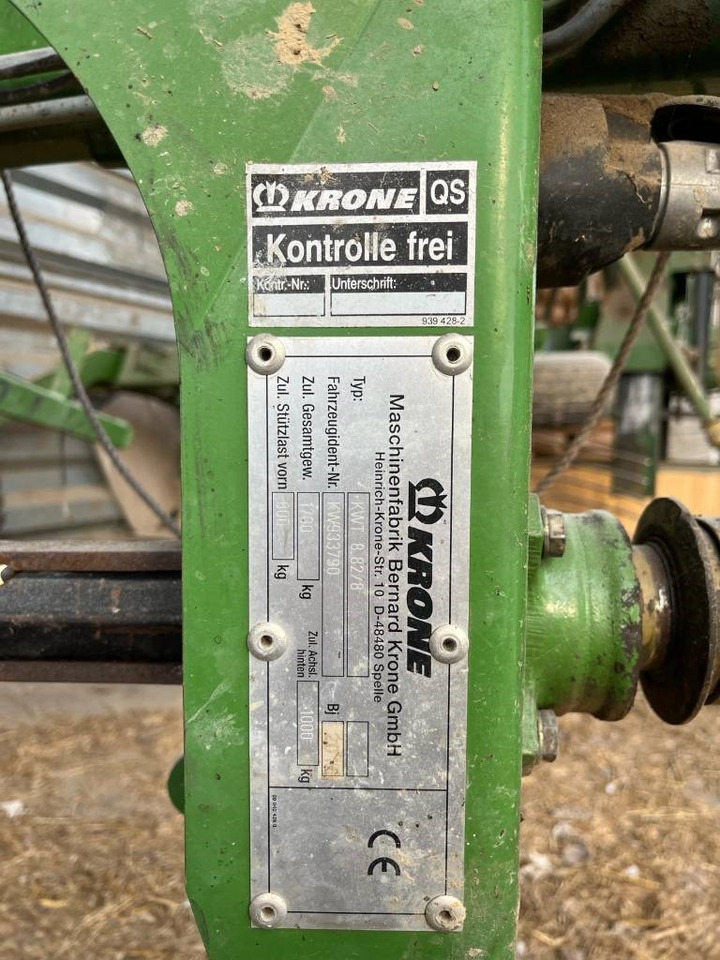 KRONE QS
Kontrolle frei
Kontr.-Nr.: Unterschrift:
939 428-2
KRONE
Maschinenfabrik Bernard Krone GmbH
Heinrich-Krone-Str. 10 D-48480 Spelle
Typ: KWT 8.82/8
Fahrzeugident-Nr. KW933790 - Bj
Zul. Gesamtgew. kg Zul. Achsl. hinten 1000 kg
Zul. Stützlast vorn kg
CE